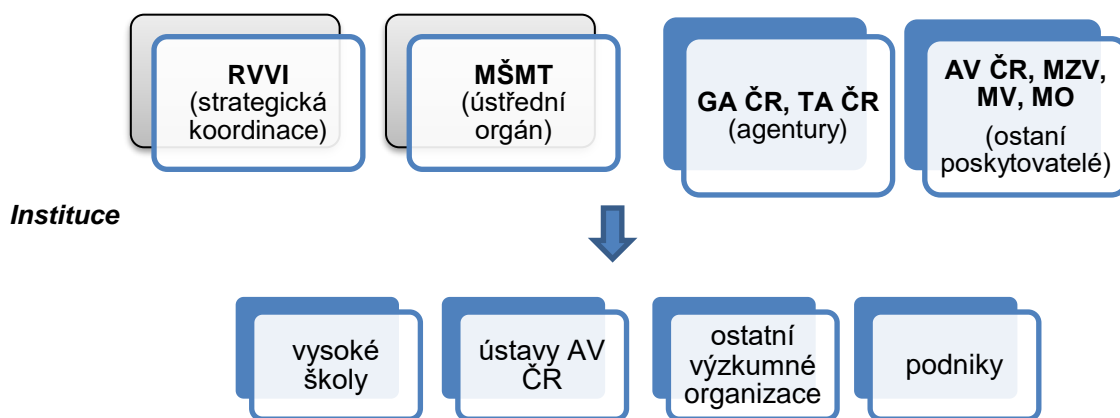 RVVI
(strategická
koordinace)
MŠMT
(ústřední
orgán)
GA ČR, TA ČR
(agentury)
AV ČR, MZV,
MV, MO
(ostaní
poskytovatelé)
Instituce
vysoké
školy
ústavy AV
ČR
ostatní
výzkumné
organizace
podniky